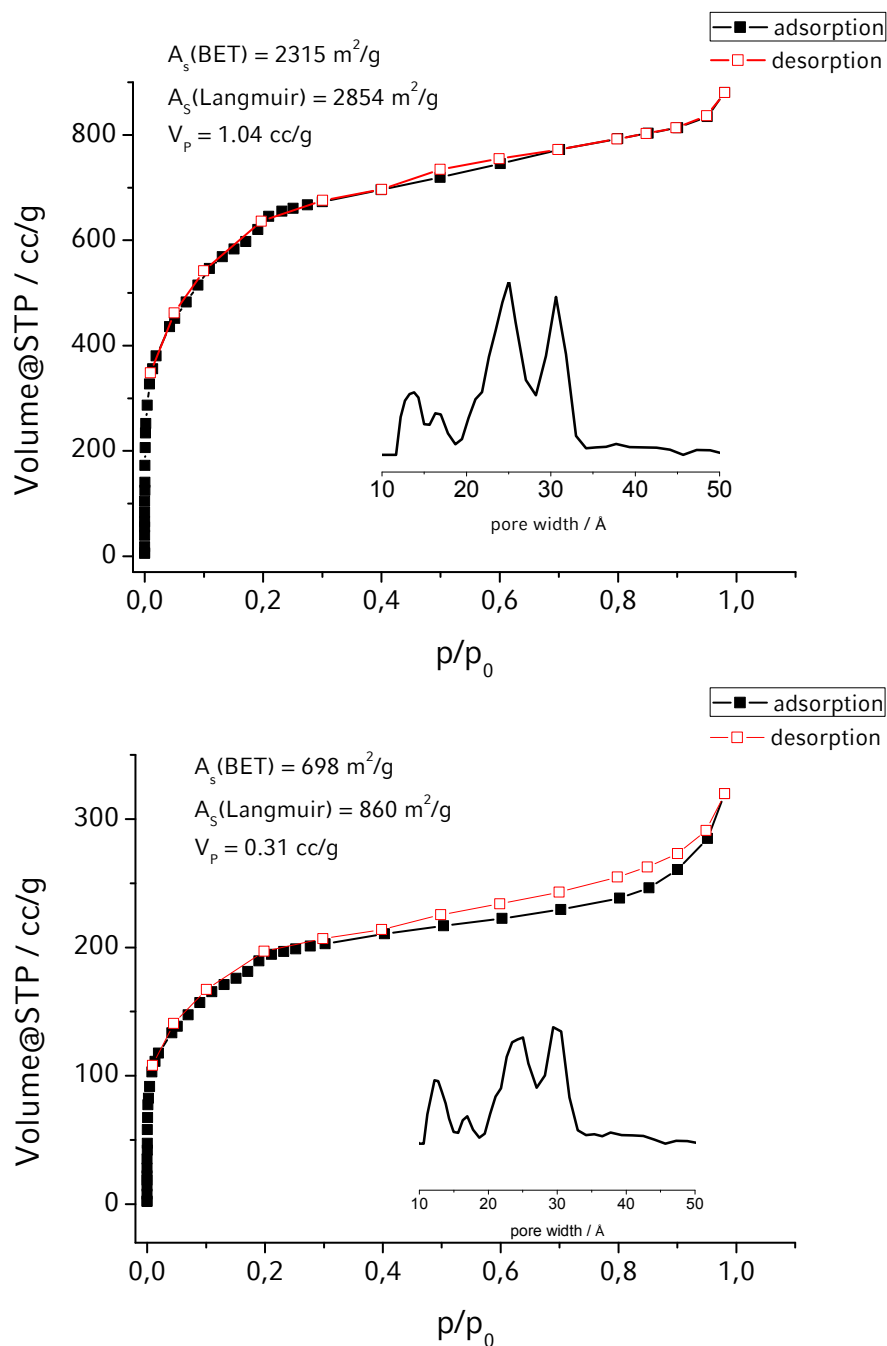 adsorption
desorption
Aₛ(BET) = 2315 m²/g
A_S(Langmuir) = 2854 m²/g
V_P = 1.04 cc/g
800
600
400
200
0
Volume@STP / cc/g
10 20 30 40 50
pore width / Å
0,0 0,2 0,4 0,6 0,8 1,0
p/p₀
adsorption
desorption
Aₛ(BET) = 698 m²/g
A_S(Langmuir) = 860 m²/g
V_P = 0.31 cc/g
300
200
100
0
Volume@STP / cc/g
10 20 30 40 50
pore width / Å
0,0 0,2 0,4 0,6 0,8 1,0
p/p₀